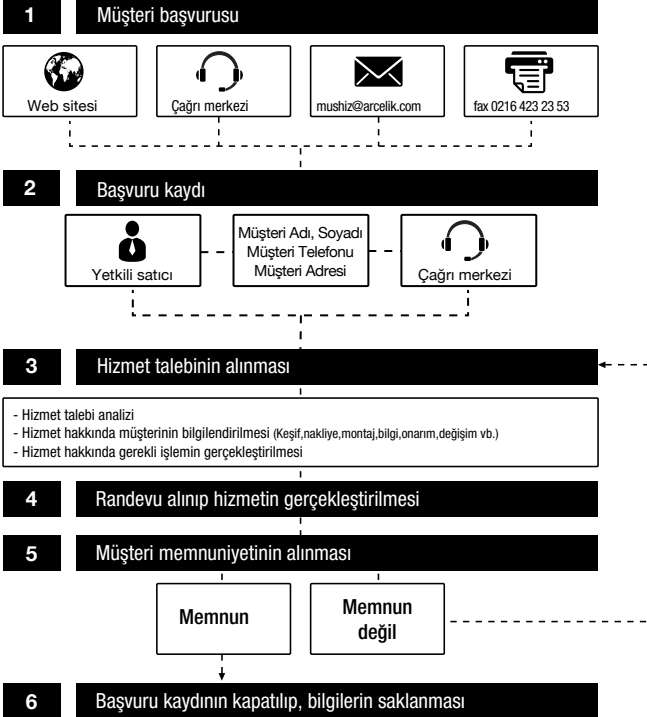 1 Müşteri başvurusu
Web sitesi
Çağrı merkezi
mushiz@arcelik.com
fax 0216 423 23 53
2 Başvuru kaydı
Yetkili satıcı
Müşteri Adı, Soyadı
Müşteri Telefonu
Müşteri Adresi
Çağrı merkezi
3 Hizmet talebinin alınması
- Hizmet talebi analizi
- Hizmet hakkında müşterinin bilgilendirilmesi (Keşif,nakliye,montaj,bilgi,onarım,değişim vb.)
- Hizmet hakkında gerekli işlemin gerçekleştirilmesi
4 Randevu alınıp hizmetin gerçekleştirilmesi
5 Müşteri memnuniyetinin alınması
Memnun
Memnun
değil
6 Başvuru kaydının kapatılıp, bilgilerin saklanması